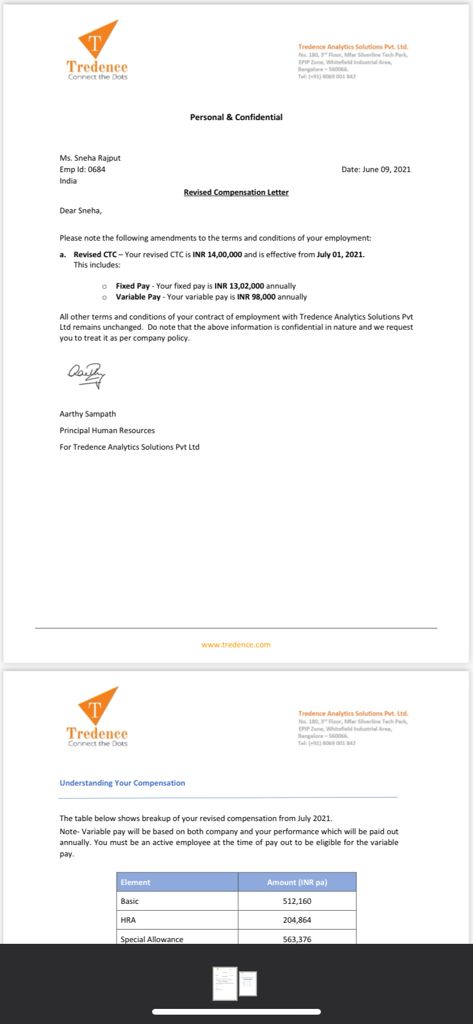 Tredence
Connect the Dots
Tredence Analytics Solutions Pvt. Ltd.
No. 180, 3rd Floor, Mfar Silverline Tech Park,
EPIP Zone, Whitefield Industrial Area,
Bangalore - 560066.
Tel: (+91) 8069 001 842
Personal & Confidential
Ms. Sneha Rajput
Emp Id: 0684 Date: June 09, 2021
India
Revised Compensation Letter
Dear Sneha,
Please note the following amendments to the terms and conditions of your employment:
a. Revised CTC – Your revised CTC is INR 14,00,000 and is effective from July 01, 2021.
This includes:
o Fixed Pay - Your fixed pay is INR 13,02,000 annually
o Variable Pay - Your variable pay is INR 98,000 annually
All other terms and conditions of your contract of employment with Tredence Analytics Solutions Pvt
Ltd remains unchanged. Do note that the above information is confidential in nature and we request
you to treat it as per company policy.
Aarthy
Aarthy Sampath
Principal Human Resources
For Tredence Analytics Solutions Pvt Ltd
www.tredence.com
Tredence
Connect the Dots
Tredence Analytics Solutions Pvt. Ltd.
No. 180, 3rd Floor, Mfar Silverline Tech Park,
EPIP Zone, Whitefield Industrial Area,
Bangalore - 560066.
Tel: (+91) 8069 001 842
Understanding Your Compensation
The table below shows breakup of your revised compensation from July 2021.
Note- Variable pay will be based on both company and your performance which will be paid out
annually. You must be an active employee at the time of pay out to be eligible for the variable
pay.
Element Amount (INR pa)
Basic 512,160
HRA 204,864
Special Allowance 563,376